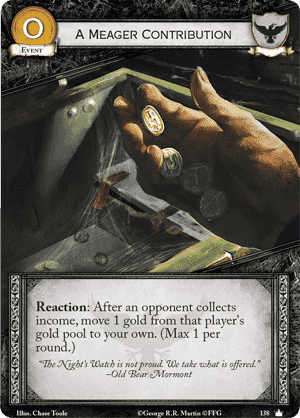 0
A Meager Contribution
Event
Reaction: After an opponent collects
income, move 1 gold from that player's
gold pool to your own. (Max 1 per
round.)
"The Night's Watch is not proud. We take what is offered."
–Old Bear Mormont
Illus. Chase Toole ©George R.R. Martin ©FFG 138